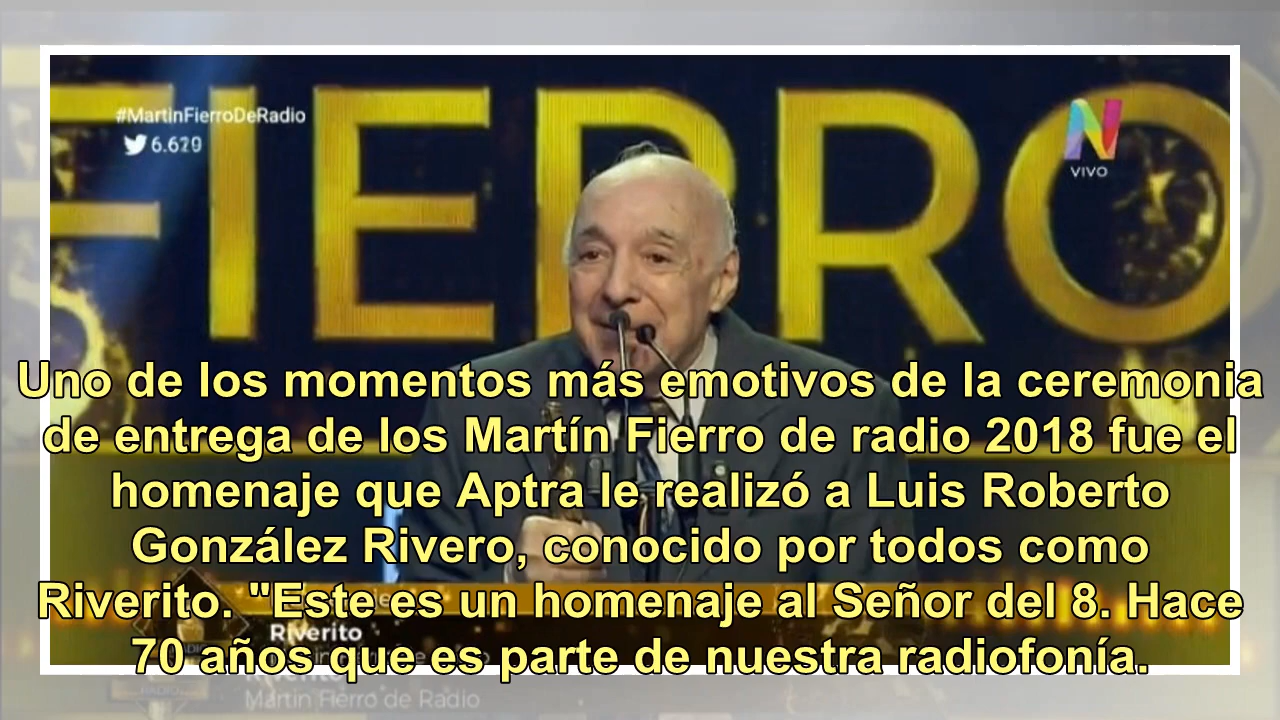 FIERRO
#MartinFierroDeRadio
6.620
N
VIVO
Uno de los momentos más emotivos de la ceremonia
de entrega de los Martín Fierro de radio 2018 fue el
homenaje que Aptra le realizó a Luis Roberto
González Rivero, conocido por todos como
Riverito. "Este es un homenaje al Señor del 8. Hace
70 años que es parte de nuestra radiofonía.
Riverito
Riverito
Martín Fierro de Radio